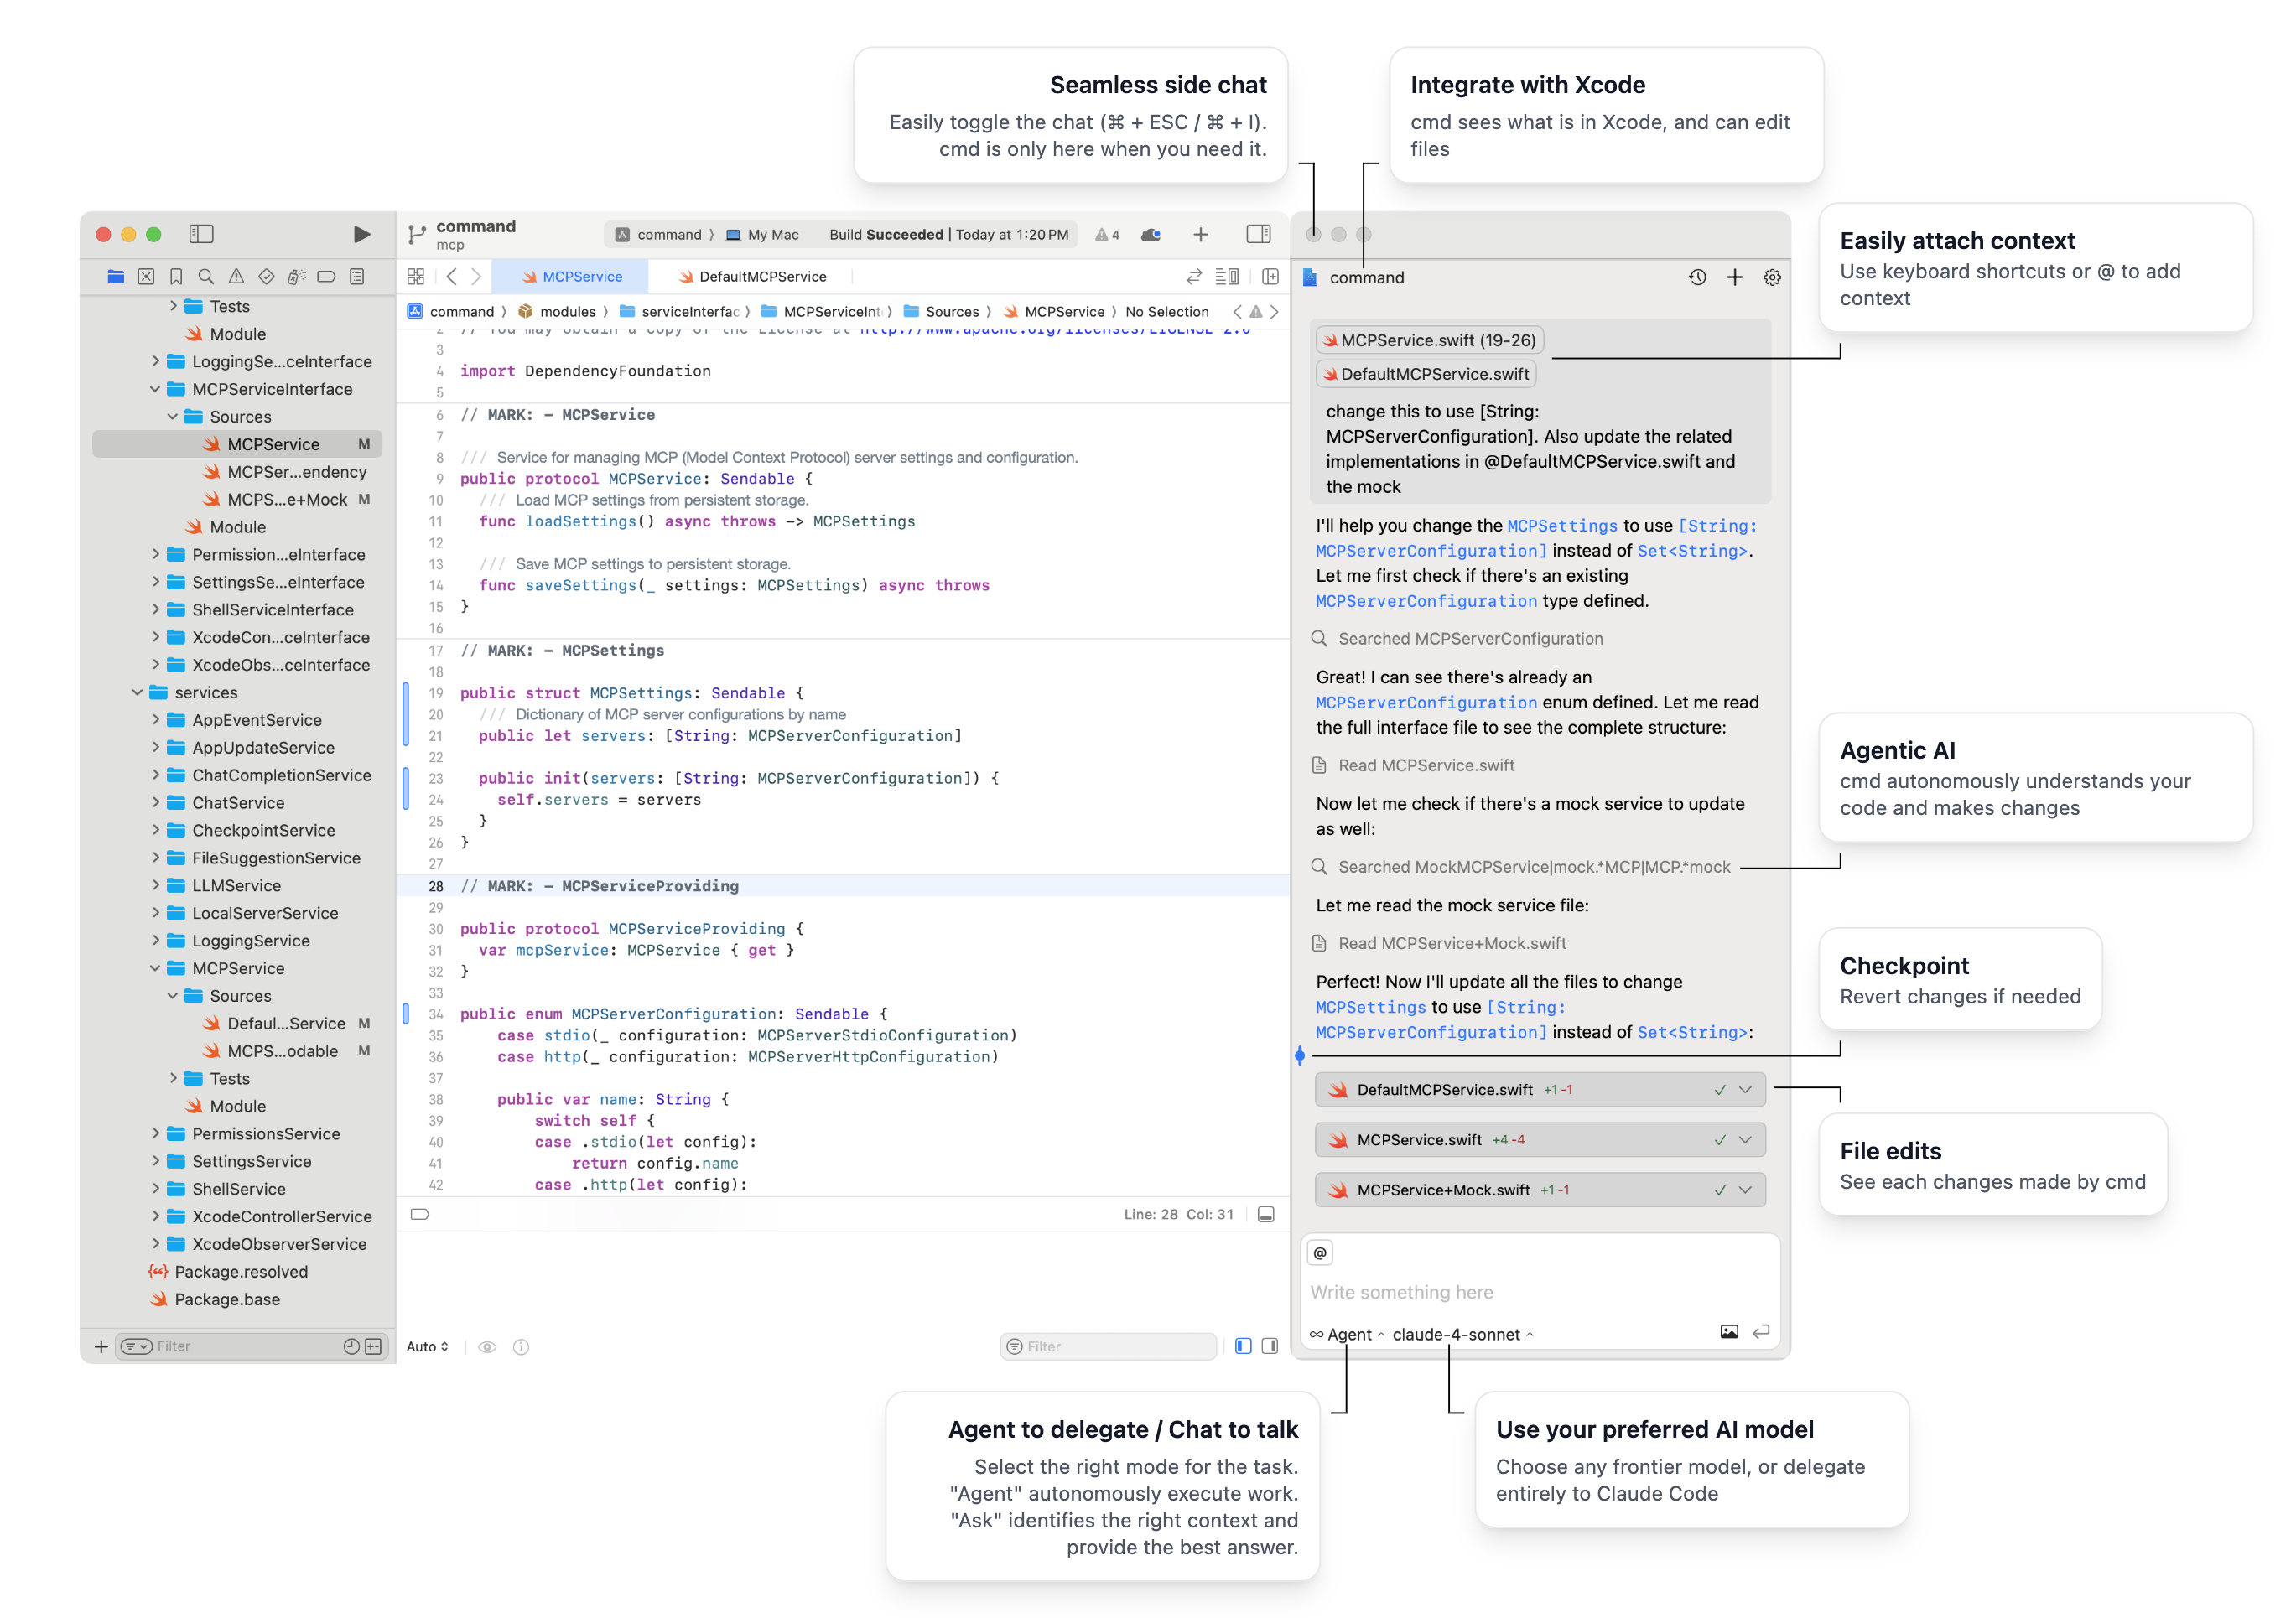 Seamless side chat
Easily toggle the chat (⌘ + ESC / ⌘ + I).
cmd is only here when you need it.
Integrate with Xcode
cmd sees what is in Xcode, and can edit
files
Easily attach context
Use keyboard shortcuts or @ to add
context
Agentic AI
cmd autonomously understands your
code and makes changes
Checkpoint
Revert changes if needed
File edits
See each changes made by cmd
Tests
Module
LoggingSe...ceInterface
MCPServiceInterface
Sources
MCPService M
MCPSer...endency
MCPS...e+Mock M
Module
Permission...eInterface
SettingsSe...eInterface
ShellServiceInterface
XcodeCon...ceInterface
XcodeObs...ceInterface
services
AppEventService
AppUpdateService
ChatCompletionService
ChatService
CheckpointService
FileSuggestionService
LLMService
LocalServerService
LoggingService
MCPService
Sources
Defaul...Service M
MCPS...odable M
Tests
Module
PermissionsService
SettingsService
ShellService
XcodeControllerService
XcodeObserverService
Package.resolved
Package.base
Filter
command
mcp
command 〉 My Mac
Build Succeeded | Today at 1:20 PM
4
MCPService
DefaultMCPService
command 〉 modules 〉 serviceInterfac 〉 MCPServiceInt 〉 Sources 〉 MCPService 〉 No Selection
2 // You may obtain a copy of the License at http://www.apache.org/licenses/LICENSE-2.0
3
4 import DependencyFoundation
5
6 // MARK: - MCPService
7
8 /// Service for managing MCP (Model Context Protocol) server settings and configuration.
9 public protocol MCPService: Sendable {
10 /// Load MCP settings from persistent storage.
11 func loadSettings() async throws -> MCPSettings
12
13 /// Save MCP settings to persistent storage.
14 func saveSettings(_ settings: MCPSettings) async throws
15 }
16
17 // MARK: - MCPSettings
18
19 public struct MCPSettings: Sendable {
20 /// Dictionary of MCP server configurations by name
21 public let servers: [String: MCPServerConfiguration]
22
23 public init(servers: [String: MCPServerConfiguration]) {
24 self.servers = servers
25 }
26 }
27
28 // MARK: - MCPServiceProviding
29
30 public protocol MCPServiceProviding {
31 var mcpService: MCPService { get }
32 }
33
34 public enum MCPServerConfiguration: Sendable {
35 case stdio(_ configuration: MCPServerStdioConfiguration)
36 case http(_ configuration: MCPServerHttpConfiguration)
37
38 public var name: String {
39 switch self {
40 case .stdio(let config):
41 return config.name
42 case .http(let config):
Line: 28 Col: 31
Auto
Filter
command
MCPService.swift (19-26)
DefaultMCPService.swift
change this to use [String:
MCPServerConfiguration]. Also update the related
implementations in @DefaultMCPService.swift and
the mock
I'll help you change the MCPSettings to use [String:
MCPServerConfiguration] instead of Set<String>.
Let me first check if there's an existing
MCPServerConfiguration type defined.
Searched MCPServerConfiguration
Great! I can see there's already an
MCPServerConfiguration enum defined. Let me read
the full interface file to see the complete structure:
Read MCPService.swift
Now let me check if there's a mock service to update
as well:
Searched MockMCPService|mock.*MCP|MCP.*mock
Let me read the mock service file:
Read MCPService+Mock.swift
Perfect! Now I'll update all the files to change
MCPSettings to use [String:
MCPServerConfiguration] instead of Set<String>:
DefaultMCPService.swift +1 -1
MCPService.swift +4 -4
MCPService+Mock.swift +1 -1
@
Write something here
∞ Agent ^ claude-4-sonnet ^
Agent to delegate / Chat to talk
Select the right mode for the task.
"Agent" autonomously execute work.
"Ask" identifies the right context and
provide the best answer.
Use your preferred AI model
Choose any frontier model, or delegate
entirely to Claude Code